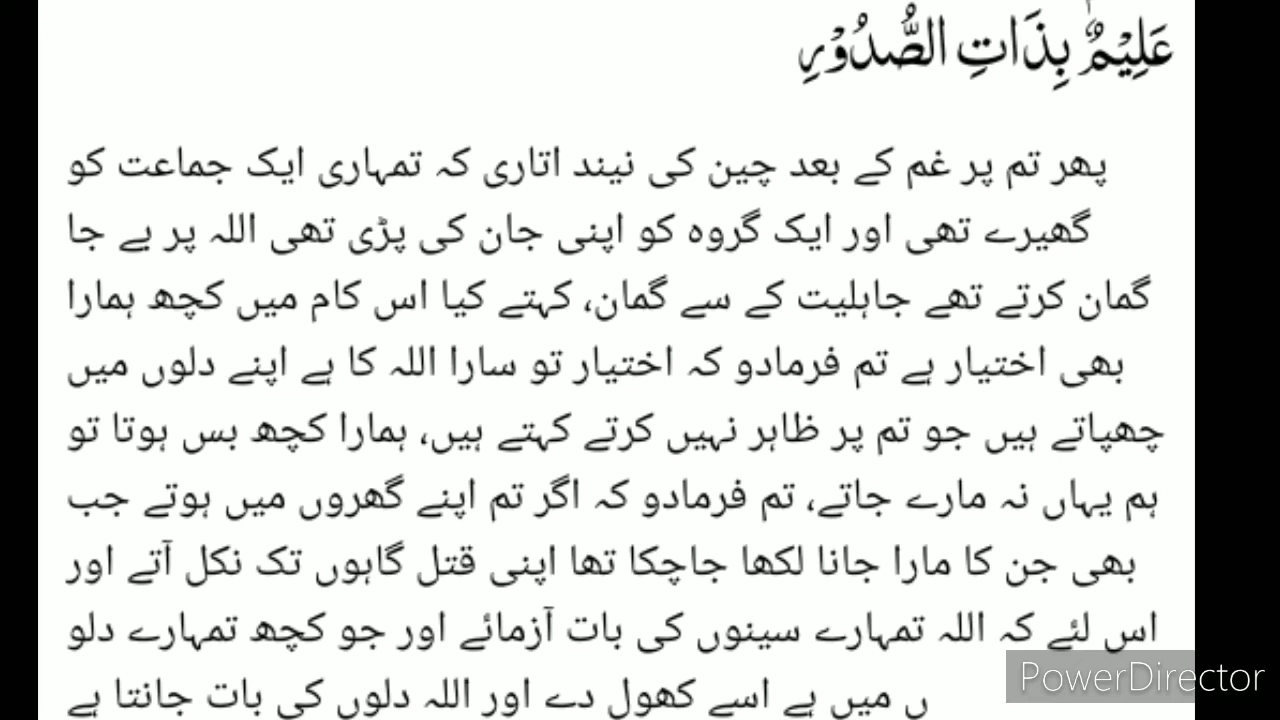 عَلِيْمٌۢ بِذَاتِ الصُّدُوْرِ
پھر تم پر غم کے بعد چین کی نیند اتاری کہ تمہاری ایک جماعت کو
گھیرے تھی اور ایک گروہ کو اپنی جان کی پڑی تھی اللہ پر بے جا
گمان کرتے تھے جاہلیت کے سے گمان، کہتے کیا اس کام میں کچھ ہمارا
بھی اختیار ہے تم فرمادو کہ اختیار تو سارا اللہ کا ہے اپنے دلوں میں
چھپاتے ہیں جو تم پر ظاہر نہیں کرتے کہتے ہیں، ہمارا کچھ بس ہوتا تو
ہم یہاں نہ مارے جاتے، تم فرمادو کہ اگر تم اپنے گھروں میں ہوتے جب
بھی جن کا مارا جانا لکھا جاچکا تھا اپنی قتل گاہوں تک نکل آتے اور
اس لئے کہ اللہ تمہارے سینوں کی بات آزمائے اور جو کچھ تمہارے دلو
ں میں ہے اسے کھول دے اور اللہ دلوں کی بات جانتا ہے
PowerDirector